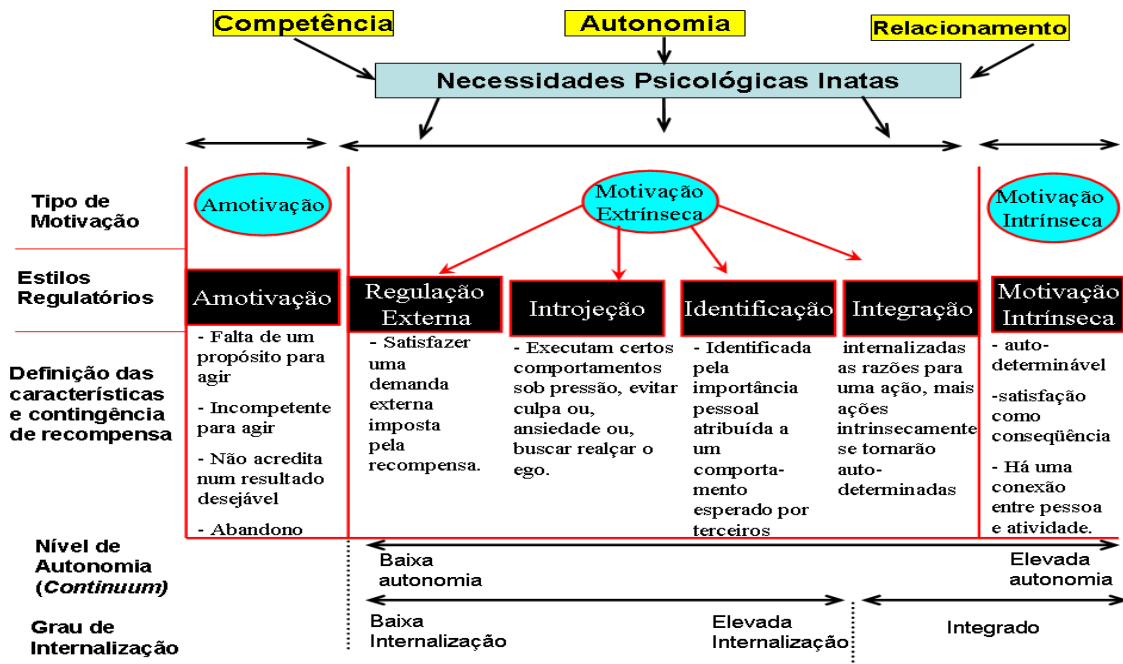 Competência
Autonomia
Relacionamento
Necessidades Psicológicas Inatas
Tipo de
Motivação
Amotivação
Motivação
Extrínseca
Motivação
Intrínseca
Estilos
Regulatórios
Amotivação
Regulação
Externa
Introjeção
Identificação
Integração
Motivação
Intrínseca
Definição das
características
e contingência
de recompensa
- Falta de um
propósito para
agir
- Incompetente
para agir
- Não acredita
num resultado
desejável
- Abandono
- Satisfazer
uma
demanda
externa
imposta
pela
recompensa.
- Executam certos
comportamentos
sob pressão, evitar
culpa ou,
ansiedade ou,
buscar realçar o
ego.
- Identificada
pela
importância
pessoal
atribuída a
um
comporta-
mento
esperado por
terceiros
internalizadas
as razões para
uma ação, mais
ações
intrinsecamente
se tornarão
auto-
determinadas
- auto-
determinável
-satisfação
como
conseqüência
- Há uma
conexão
entre pessoa
e atividade.
Nível de
Autonomia
(Continuum)
Baixa
autonomia
Elevada
autonomia
Grau de
Internalização
Baixa
Internalização
Elevada
Internalização
Integrado